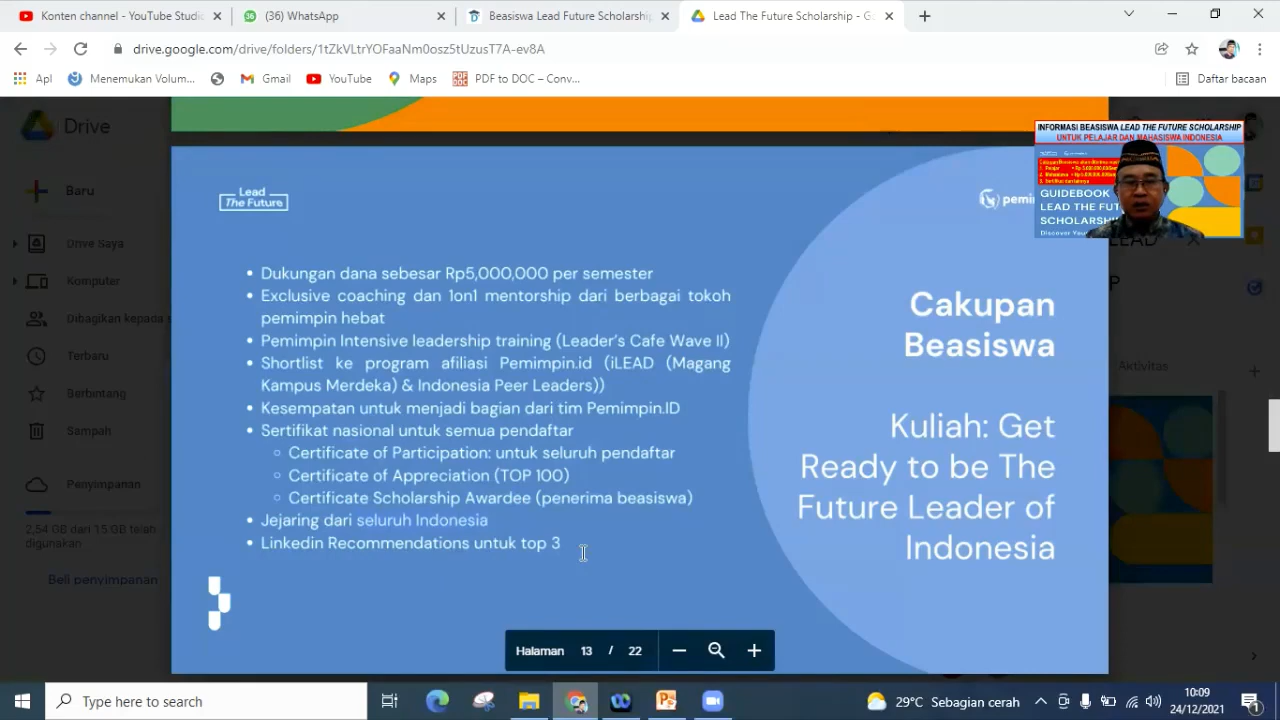 Konten channel - YouTube Studi
(36) WhatsApp
Beasiswa Lead Future Scholarship
Lead The Future Scholarship - G
drive.google.com/drive/folders/1tZkVLtrYOFaaNm0osz5tUzusT7A-ev8A
Apl
Menemukan Volum...
Gmail
YouTube
Maps
PDF to DOC – Conv...
Daftar bacaan
Drive
Baru
Drive Saya
Komputer
Dibagikan kepada s
Terbaru
Berbintang
Sampah
Penyimpanan
2,54 GB dari 15 GB telah
digunakan
Beli penyimpanan
Lead
The Future
pemimp
INFORMASI BEASISWA LEAD THE FUTURE SCHOLARSHIP
UNTUK PELAJAR DAN MAHASISWA INDONESIA
GUIDEBOOK
LEAD THE FUT
SCHOLARSH
Discover You
Dukungan dana sebesar Rp5,000,000 per semester
Exclusive coaching dan 1on1 mentorship dari berbagai tokoh
pemimpin hebat
Pemimpin Intensive leadership training (Leader's Cafe Wave II)
Shortlist ke program afiliasi Pemimpin.id (iLEAD (Magang
Kampus Merdeka) & Indonesia Peer Leaders))
Kesempatan untuk menjadi bagian dari tim Pemimpin.ID
Sertifikat nasional untuk semua pendaftar
Certificate of Participation: untuk seluruh pendaftar
Certificate of Appreciation (TOP 100)
Certificate Scholarship Awardee (penerima beasiswa)
Jejaring dari seluruh Indonesia
Linkedin Recommendations untuk top 3
Cakupan
Beasiswa
Kuliah: Get
Ready to be The
Future Leader of
Indonesia
Aktivitas
Halaman 13 / 22
Type here to search
29°C Sebagian cerah
10:09
24/12/2021